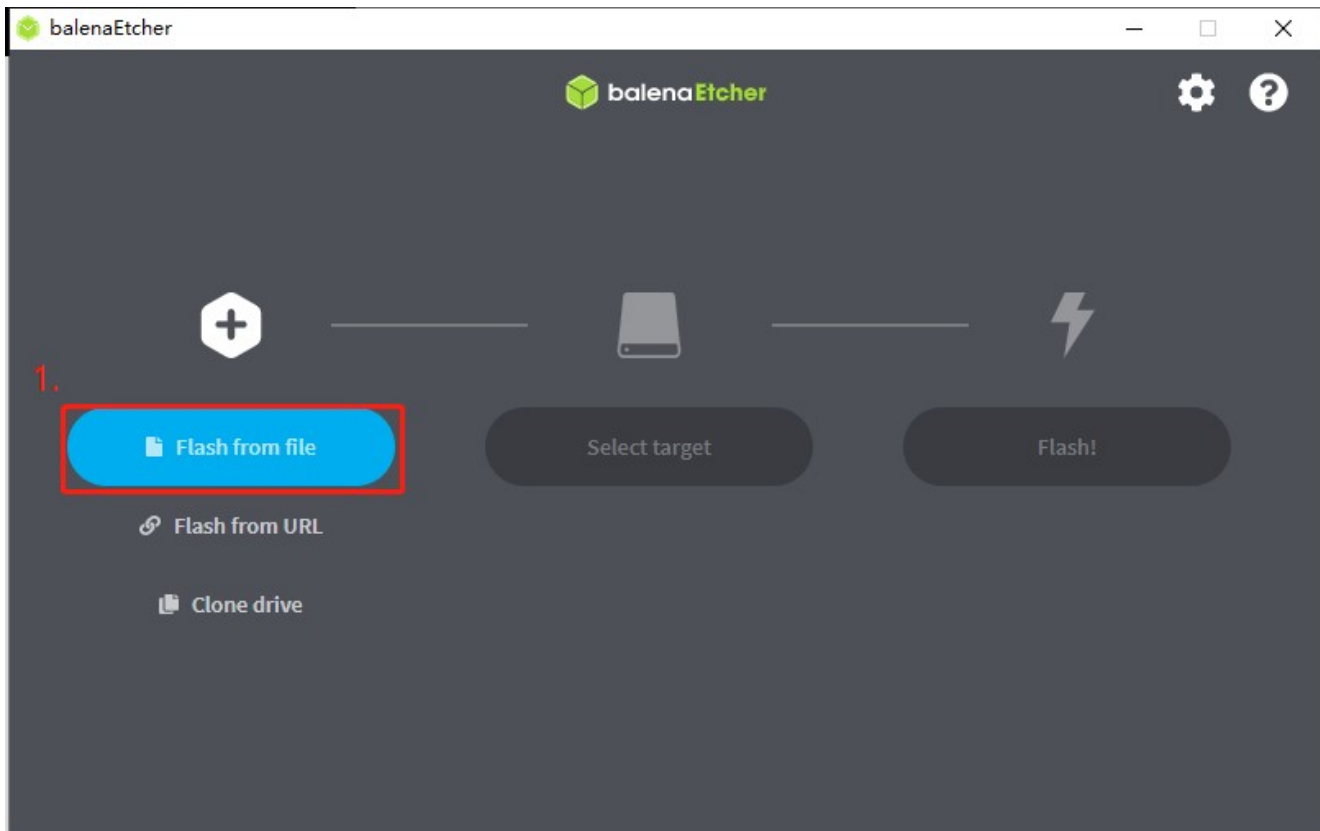 balenaEtcher
balenaEtcher
1.
Flash from file
Select target
Flash!
Flash from URL
Clone drive